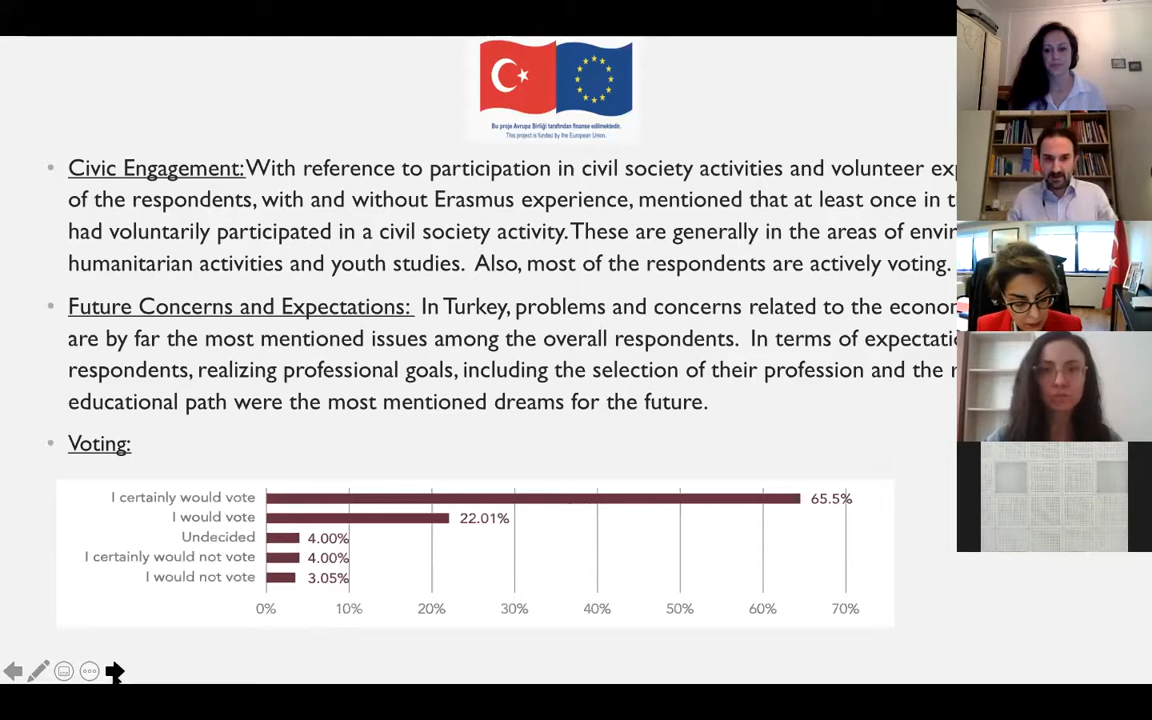 Bu proje Avrupa Birliği tarafından finanse edilmektedir.
This project is funded by the European Union.
Civic Engagement: With reference to participation in civil society activities and volunteer
of the respondents, with and without Erasmus experience, mentioned that at least once in
had voluntarily participated in a civil society activity. These are generally in the areas of
humanitarian activities and youth studies. Also, most of the respondents are actively voting.
Future Concerns and Expectations: In Turkey, problems and concerns related to the
are by far the most mentioned issues among the overall respondents. In terms of
respondents, realizing professional goals, including the selection of their profession and the
educational path were the most mentioned dreams for the future.
Voting:
I certainly would vote 65.5%
I would vote 22.01%
Undecided 4.00%
I certainly would not vote 4.00%
I would not vote 3.05%
0% 10% 20% 30% 40% 50% 60% 70%